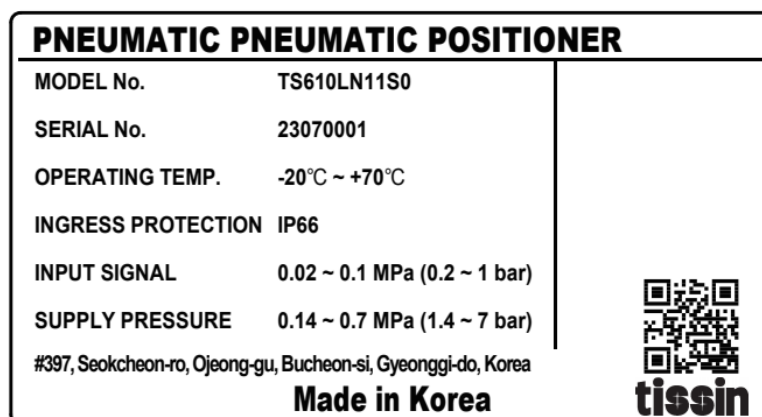 PNEUMATIC PNEUMATIC POSITIONER
MODEL No. TS610LN11S0
SERIAL No. 23070001
OPERATING TEMP. -20℃ ~ +70℃
INGRESS PROTECTION IP66
INPUT SIGNAL 0.02 ~ 0.1 MPa (0.2 ~ 1 bar)
SUPPLY PRESSURE 0.14 ~ 0.7 MPa (1.4 ~ 7 bar)
#397, Seokcheon-ro, Ojeong-gu, Bucheon-si, Gyeonggi-do, Korea
Made in Korea
tissin